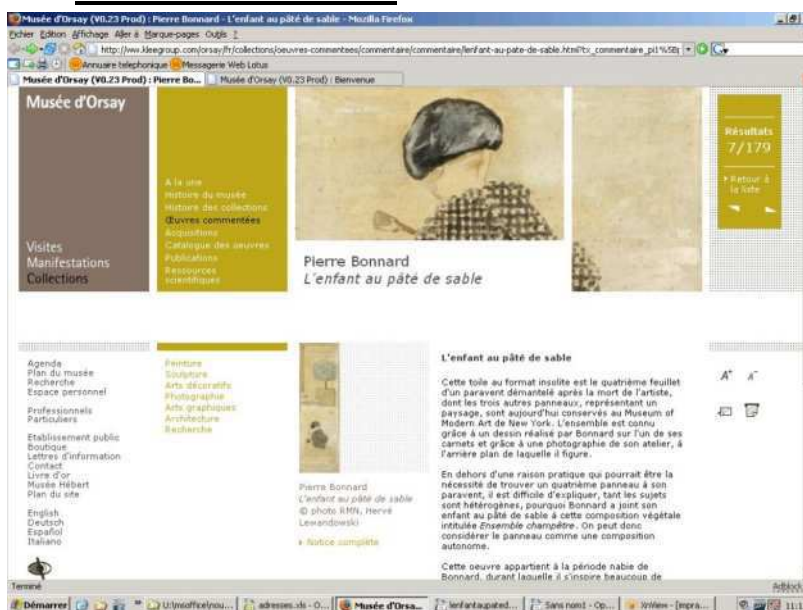 Musée d'Orsay (V0.23 Prod) : Pierre Bonnard - L'enfant au pâté de sable - Mozilla Firefox
Fichier Edition Affichage Aller à Marque-pages Outils ?
Annuaire telephonique Messagerie Web Lotus
Musée d'Orsay (V0.23 Prod) : Pierre Bo... Musée d'Orsay (V0.23 Prod) : Bienvenue
Musée d'Orsay
Visites
Manifestations
Collections
A la une
Histoire du musée
Histoire des collections
Œuvres commentées
Acquisitions
Catalogue des oeuvres
Publications
Ressources
scientifiques
Pierre Bonnard
L'enfant au pâté de sable
Résultats
7/179
Retour à
la liste
Agenda
Plan du musée
Recherche
Espace personnel
Professionnels
Particuliers
Etablissement public
Boutique
Lettres d'information
Contact
Livre d'or
Musée Hébert
Plan du site
English
Deutsch
Español
Italiano
Peinture
Sculpture
Arts décoratifs
Photographie
Arts graphiques
Architecture
Recherche
Pierre Bonnard
L'enfant au pâté de sable
© photo RMN, Hervé
Lewandowski
Notice complète
L'enfant au pâté de sable
Cette toile au format insolite est le quatrième feuillet
d'un paravent démantelé après la mort de l'artiste,
dont les trois autres panneaux, représentant un
paysage, sont aujourd'hui conservés au Museum of
Modern Art de New York. L'ensemble est connu
grâce à un dessin réalisé par Bonnard sur l'un de ses
carnets et grâce à une photographie de son atelier, à
l'arrière plan de laquelle il figure.
En dehors d'une raison pratique qui pourrait être la
nécessité de trouver un quatrième panneau à son
paravent, il est difficile d'expliquer, tant les sujets
sont hétérogènes, pourquoi Bonnard a joint son
enfant au pâté de sable à cette composition végétale
intitulée Ensemble champêtre. On peut donc
considérer le panneau comme une composition
autonome.
Cette oeuvre appartient à la période nabie de
Bonnard, durant laquelle il s'inspire beaucoup de
A+ A-
Terminé
Adblock
Démarrer
adresses.xls - O...
Musée d'Orsa...
lenfantaupated...
Sans nom1 - Op...
XnView - [Impra...